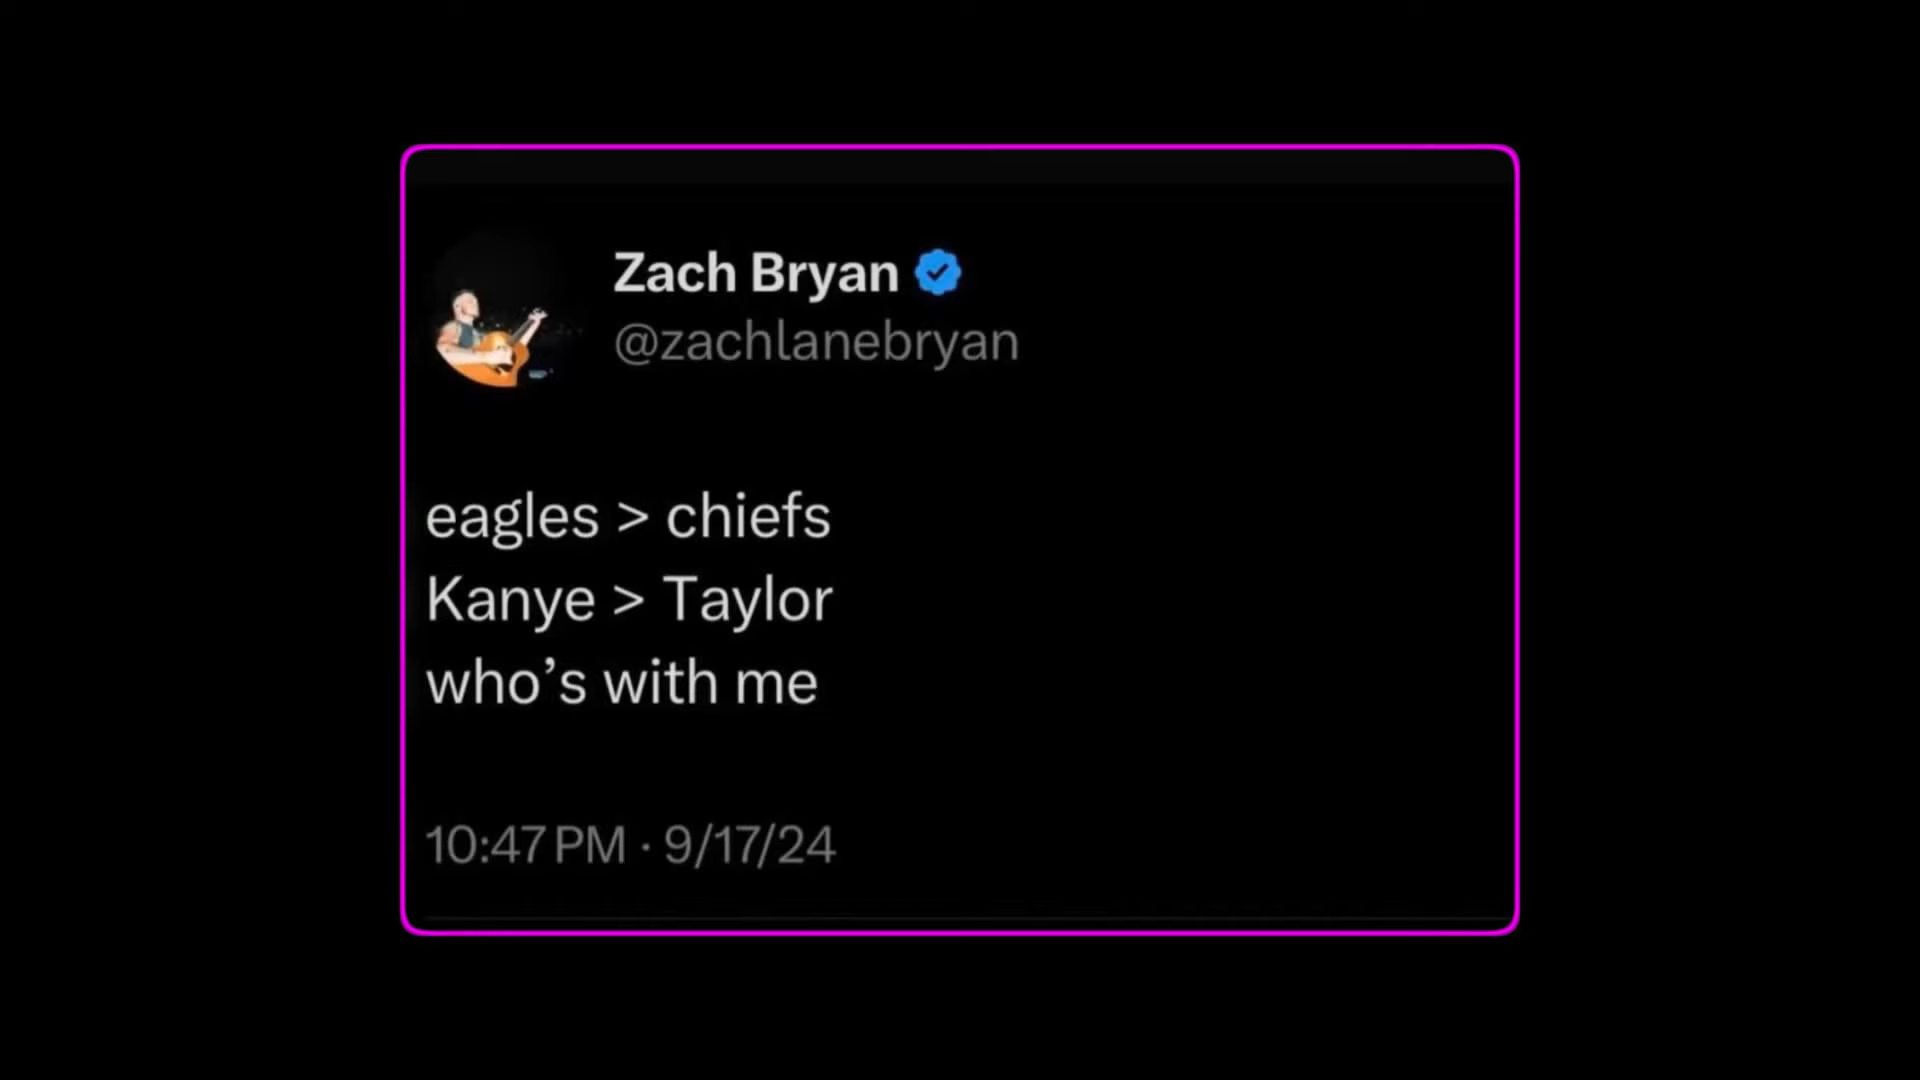 Zach Bryan
@zachlanebryan
eagles > chiefs
Kanye > Taylor
who’s with me
10:47 PM · 9/17/24